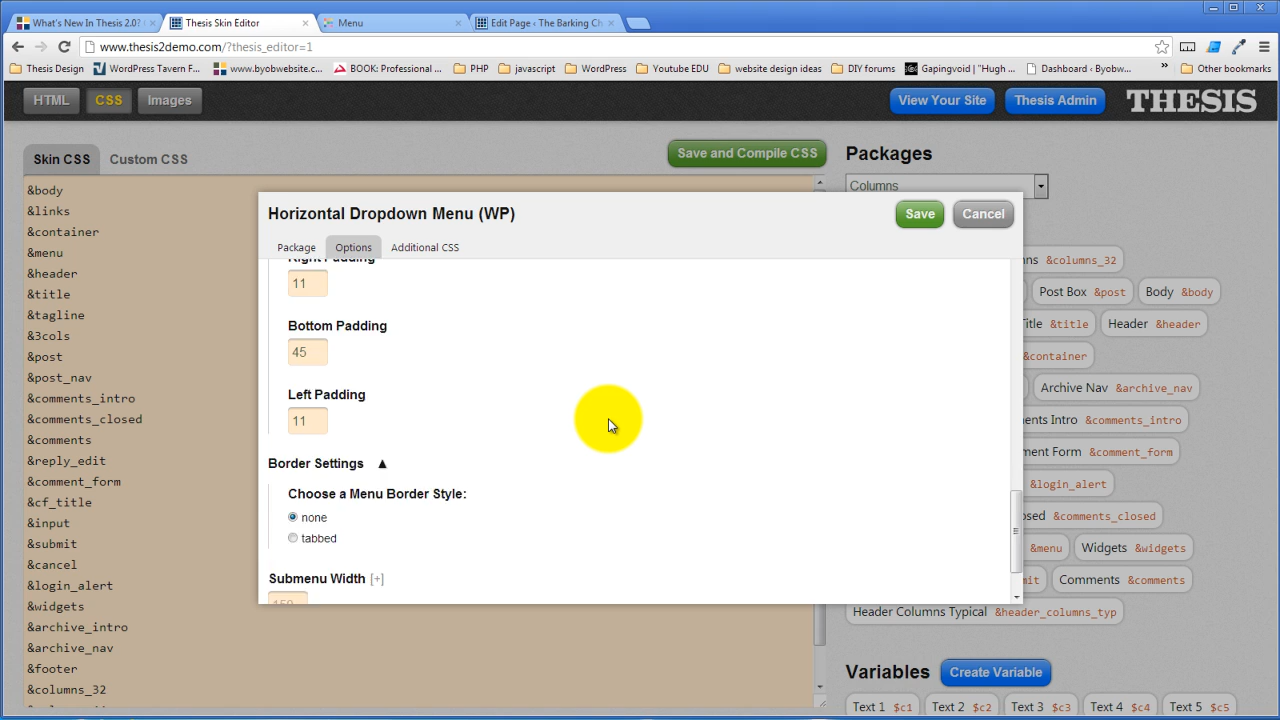 What's New In Thesis 2.0?
Thesis Skin Editor
Menu
Edit Page ‹ The Barking Ch
www.thesis2demo.com/?thesis_editor=1
Thesis Design
WordPress Tavern F...
www.byobwebsite.c...
BOOK: Professional ...
PHP
javascript
WordPress
Youtube EDU
website design ideas
DIY forums
Gapingvoid | "Hugh ...
Dashboard ‹ Byobw...
Other bookmarks
HTML
CSS
Images
View Your Site
Thesis Admin
THESIS
Skin CSS
Custom CSS
Save and Compile CSS
Packages
Columns
&body
&links
&container
&menu
&header
&title
&tagline
&3cols
&post
&post_nav
&comments_intro
&comments_closed
&comments
&reply_edit
&comment_form
&cf_title
&input
&submit
&cancel
&login_alert
&widgets
&archive_intro
&archive_nav
&footer
&columns_32
Horizontal Dropdown Menu (WP)
Save
Cancel
Package
Options
Additional CSS
Right Padding
11
Bottom Padding
45
Left Padding
11
Border Settings ▲
Choose a Menu Border Style:
none
tabbed
Submenu Width [+]
150
&columns_32
Post Box &post
Body &body
Title &title
Header &header
&container
Archive Nav &archive_nav
&comments_intro
Form &comment_form
&login_alert
&comments_closed
&menu
Widgets &widgets
Comments &comments
Header Columns Typical &header_columns_typ
Variables
Create Variable
Text 1 $c1
Text 2 $c2
Text 3 $c3
Text 4 $c4
Text 5 $c5